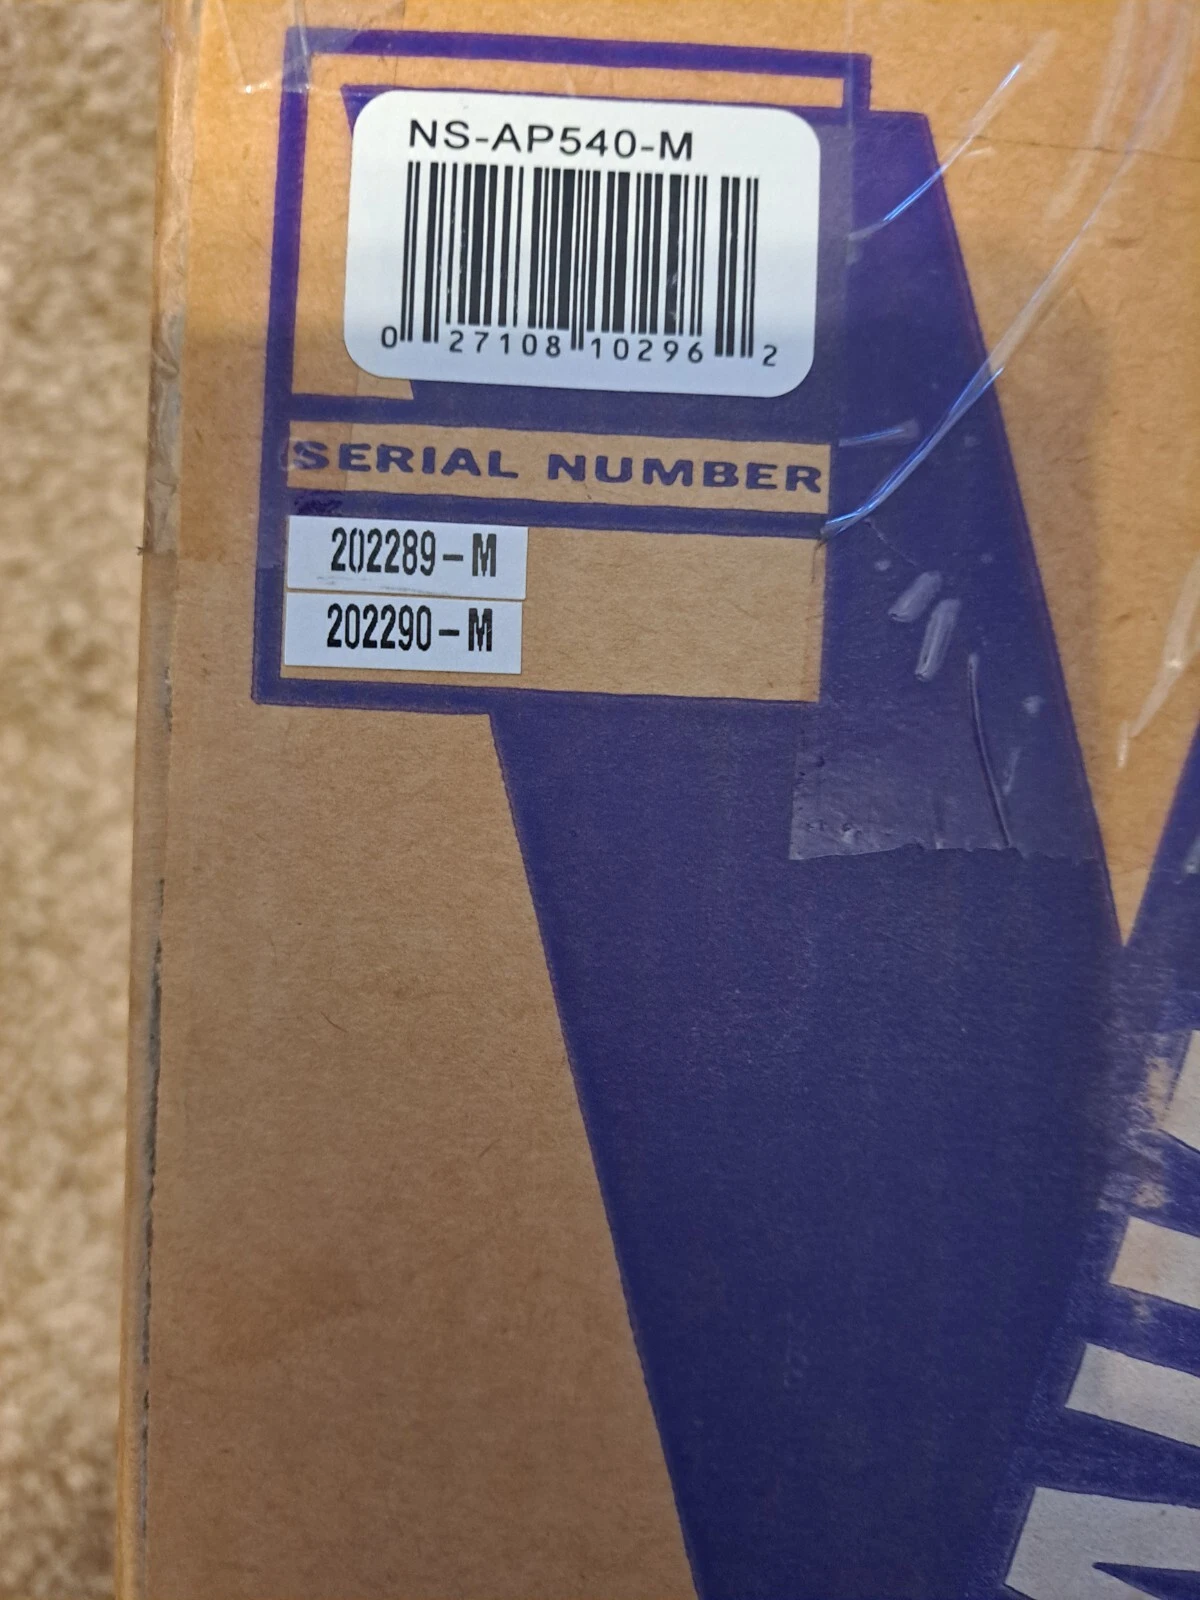 NS-AP540-M
0 27108 10296 2
SERIAL NUMBER
202289-M
202290-M